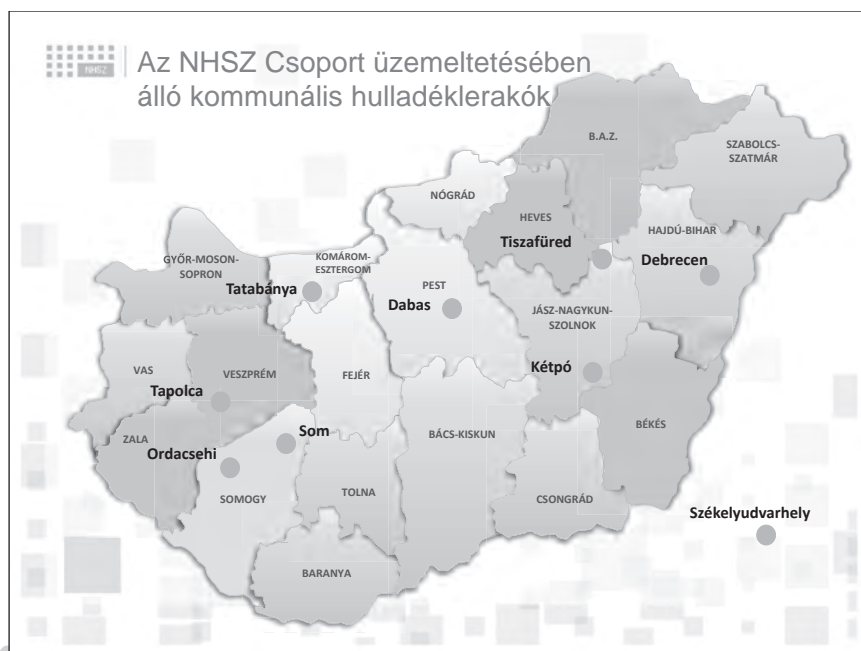 NHSZ
Az NHSZ Csoport üzemeltetésében
álló kommunális hulladéklerakók
B.A.Z.
SZABOLCS-
SZATMÁR
NÓGRÁD
HEVES
HAJDÚ-BIHAR
Tiszafüred
Debrecen
GYŐR-MOSON-
SOPRON
KOMÁROM-
ESZTERGOM
Tatabánya
PEST
Dabas
JÁSZ-NAGYKUN-
SZOLNOK
VAS
VESZPRÉM
FEJÉR
Kétpó
Tapolca
ZALA
Ordacsehi
Som
BÁCS-KISKUN
BÉKÉS
SOMOGY
TOLNA
CSONGRÁD
Székelyudvarhely
BARANYA